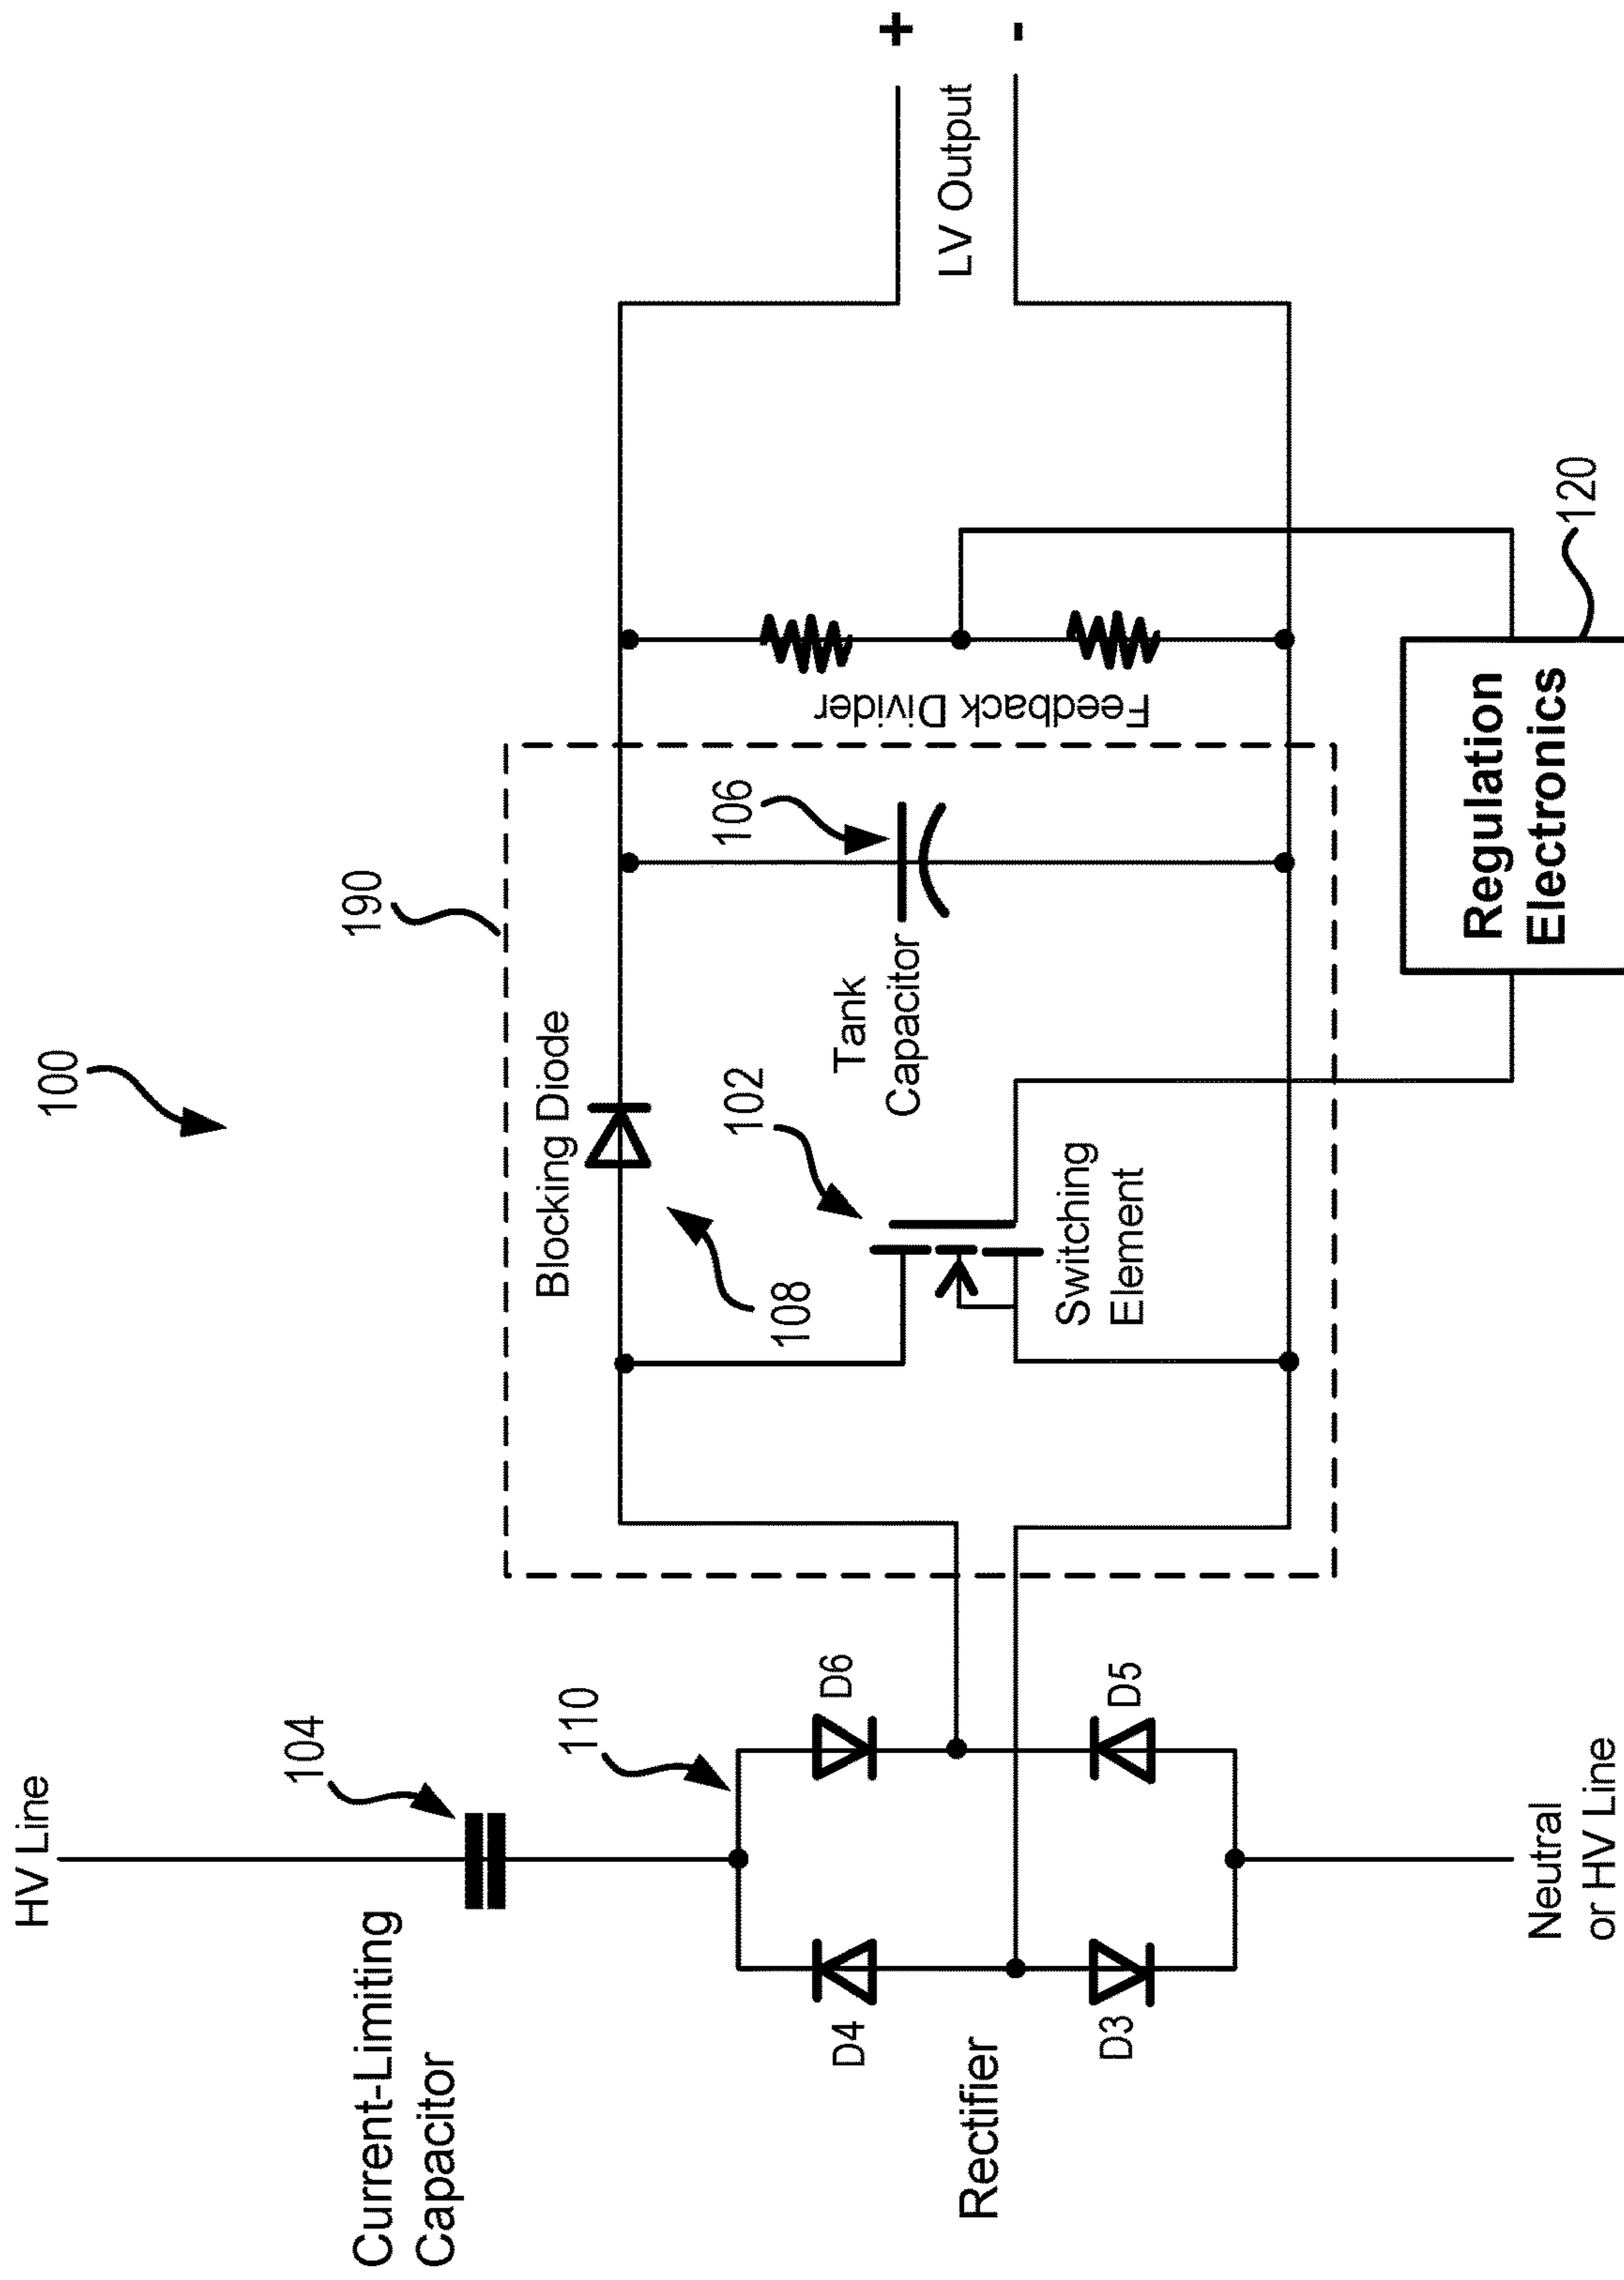 100
HV Line
104
Current-Limiting
Capacitor
110
D4
D6
Rectifier
D3
D5
Neutral
or HV Line
190
Blocking Diode
108
102
Switching
Element
106
Tank
Capacitor
Feedback Divider
LV Output
+
-
Regulation
Electronics
120